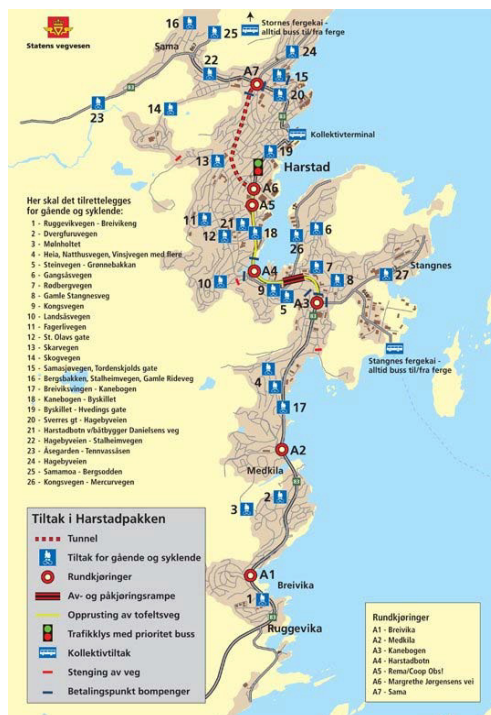 Statens vegvesen
16
25
Stornes fergekai -
alltid buss til/fra ferge
Sama
24
22
A7
15
20
23
14
Kollektivterminal
19
13
Harstad
A6
A5
Her skal det tilrettelegges
for gående og syklende:
1 - Ruggevikvegen - Breivikeng
2 - Dvergfuruvegen
3 - Mølnholtet
4 - Heia, Natthusvegen, Vinsjvegen med flere
5 - Steinvegen - Grønnebakkan
6 - Gangsåsvegen
7 - Rødbergvegen
8 - Gamle Stangnesveg
9 - Kongsvegen
10 - Landsåsvegen
11 - Fagerlivegen
12 - St. Olavs gate
13 - Skarvegen
14 - Skogvegen
15 - Samasjøvegen, Tordenskjolds gate
16 - Bergsbakken, Stalheimvegen, Gamle Rideveg
17 - Breiviksvingen - Kanebogen
18 - Kanebogen - Byskillet
19 - Byskillet - Hvedings gate
20 - Sverres gt - Hagebyveien
21 - Harstadbotn v/båtbygger Danielsens veg
22 - Hagebyveien - Stalheimvegen
23 - Åsegarden - Tennvassåsen
24 - Hagebyveien
25 - Samamoa - Bergsodden
26 - Kongsvegen - Mercurvegen
11
21
12
18
6
26
Stangnes
A4
7
27
10
9
5
8
A3
Stangnes fergekai -
alltid buss til/fra ferge
4
17
A2
Medkila
2
3
A1
Breivika
1
Ruggevika
Tiltak i Harstadpakken
Tunnel
Tiltak for gående og syklende
Rundkjøringer
Av- og påkjøringsrampe
Opprusting av tofeltsveg
Trafikklys med prioritet buss
Kollektivtiltak
Stenging av veg
Betalingspunkt bompenger
Rundkjøringer
A1 - Breivika
A2 - Medkila
A3 - Kanebogen
A4 - Harstadbotn
A5 - Rema/Coop Obs!
A6 - Margrethe Jørgensens vei
A7 - Sama